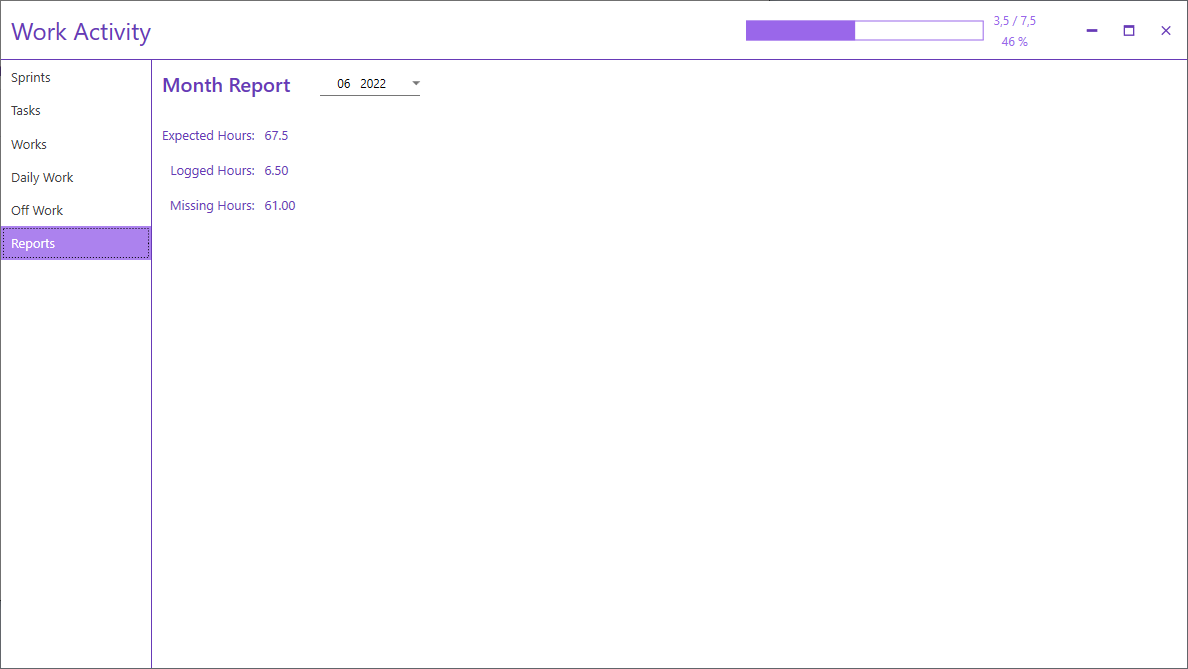 Work Activity
3,5 / 7,5
46 %
Sprints
Tasks
Works
Daily Work
Off Work
Reports
Month Report 06 2022
Expected Hours: 67.5
Logged Hours: 6.50
Missing Hours: 61.00